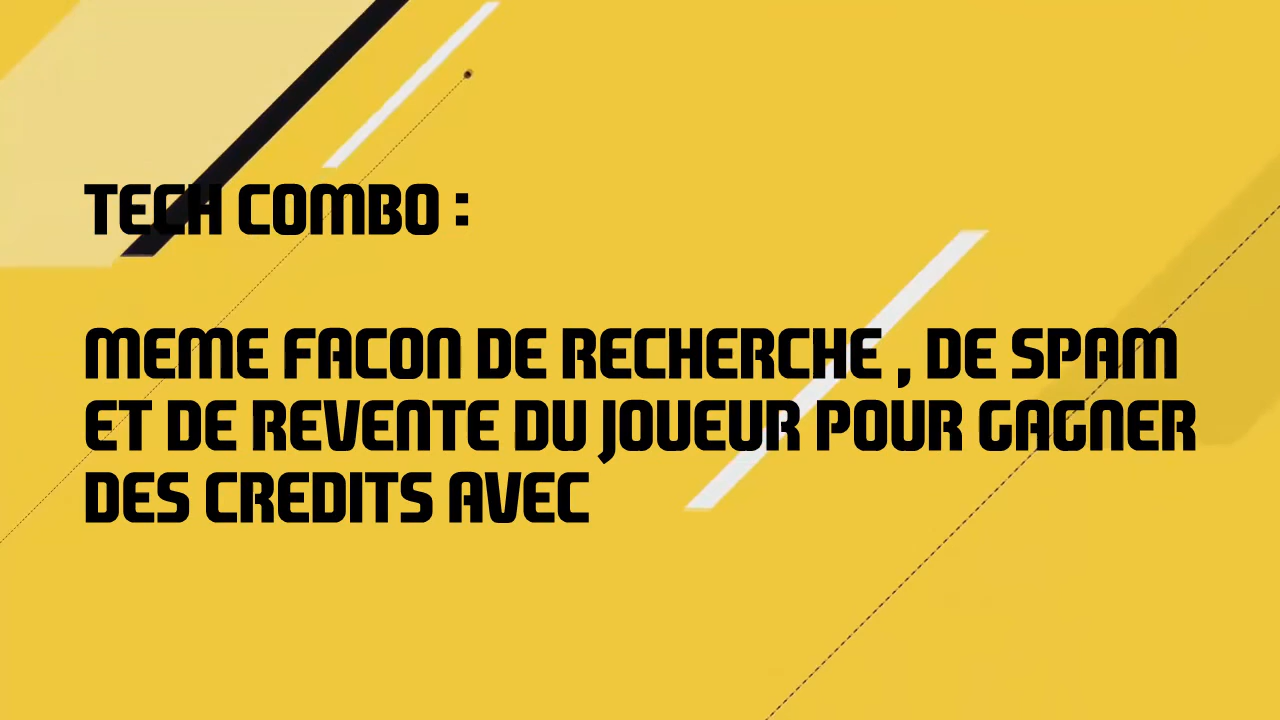 TECH COMBO :
MEME FACON DE RECHERCHE , DE SPAM
ET DE REVENTE DU JOUEUR POUR GAGNER
DES CREDITS AVEC